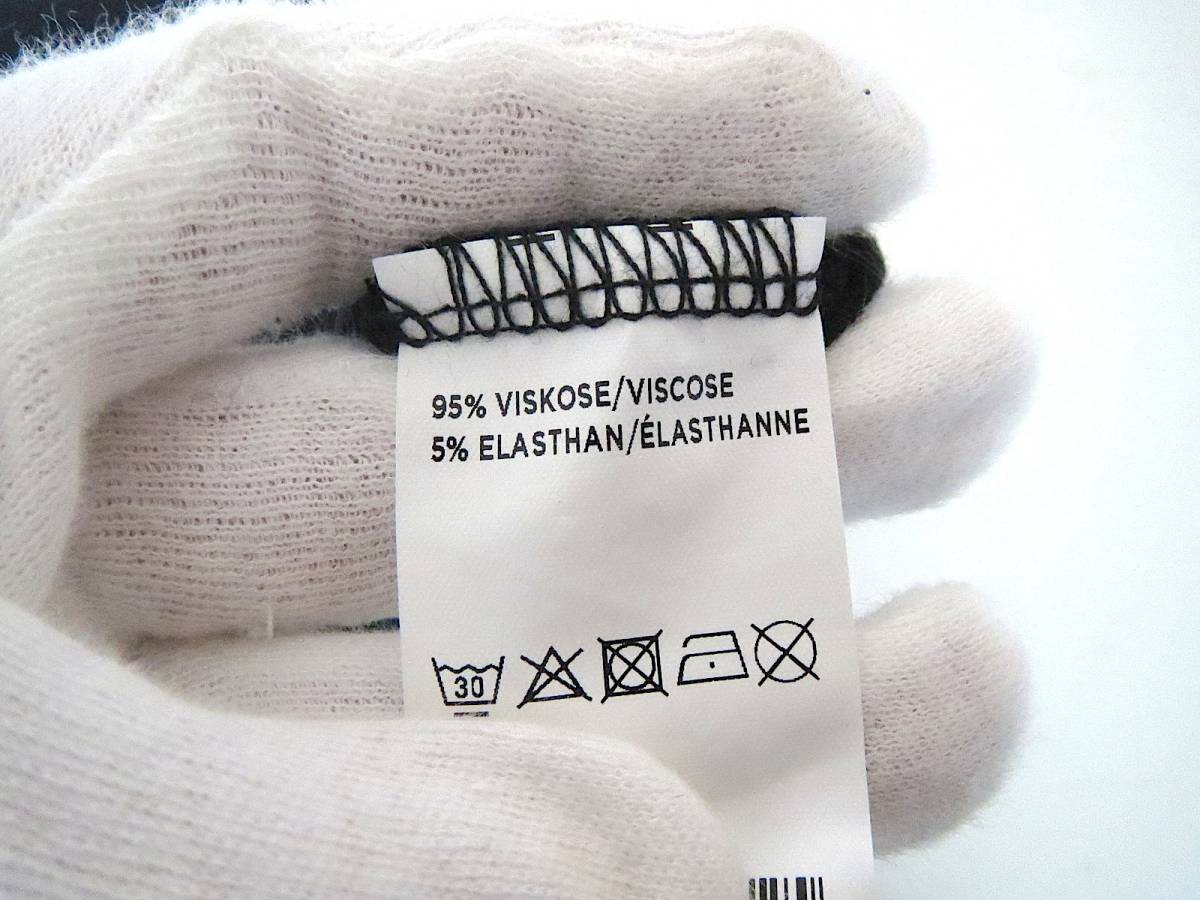 95% VISKOSE/VISCOSE
5% ELASTHAN/ÉLASTHANNE
30